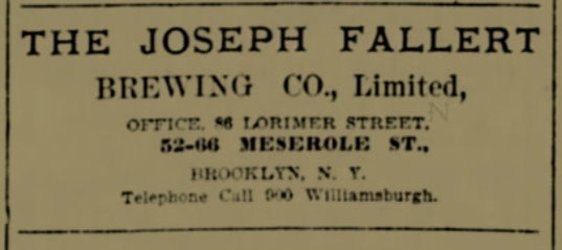 THE JOSEPH FALLERT
BREWING CO., Limited,
OFFICE, 86 LORIMER STREET.
52-66 MESEROLE ST.,
BROOKLYN, N. Y.
Telephone Call 900 Williamsburgh.